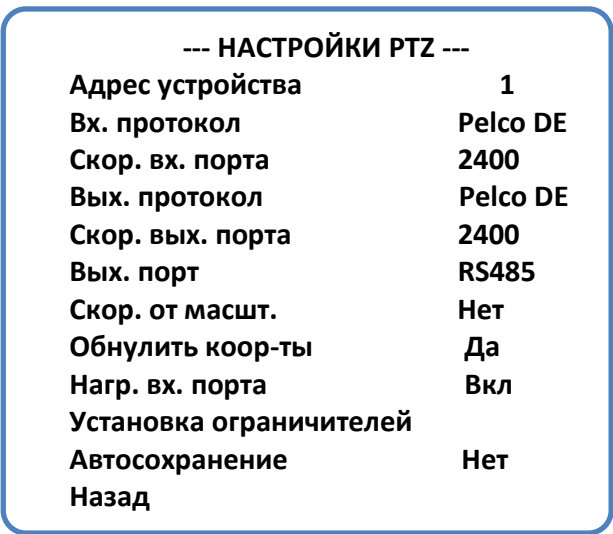 --- НАСТРОЙКИ PTZ ---
Адрес устройства 1
Вх. протокол Pelco DE
Скор. вх. порта 2400
Вых. протокол Pelco DE
Скор. вых. порта 2400
Вых. порт RS485
Скор. от масшт. Нет
Обнулить коор-ты Да
Нагр. вх. порта Вкл
Установка ограничителей
Автосохранение Нет
Назад